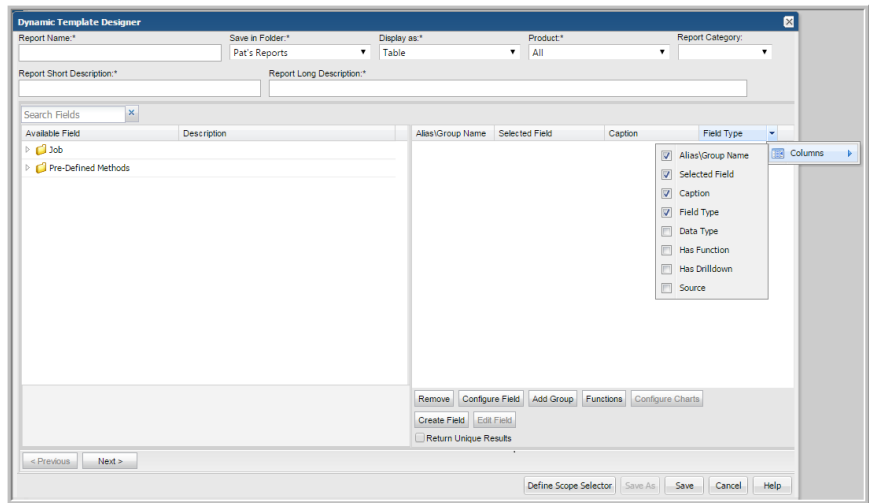 Dynamic Template Designer
Report Name:* Save in Folder:* Display as:* Product:* Report Category:
Pat's Reports Table All
Report Short Description:* Report Long Description:*
Search Fields
Available Field Description Alias\Group Name Selected Field Caption Field Type
Job Alias\Group Name Columns
Pre-Defined Methods Selected Field
Caption
Field Type
Data Type
Has Function
Has Drilldown
Source
Remove Configure Field Add Group Functions Configure Charts
Create Field Edit Field
Return Unique Results
< Previous Next >
Define Scope Selector Save As Save Cancel Help